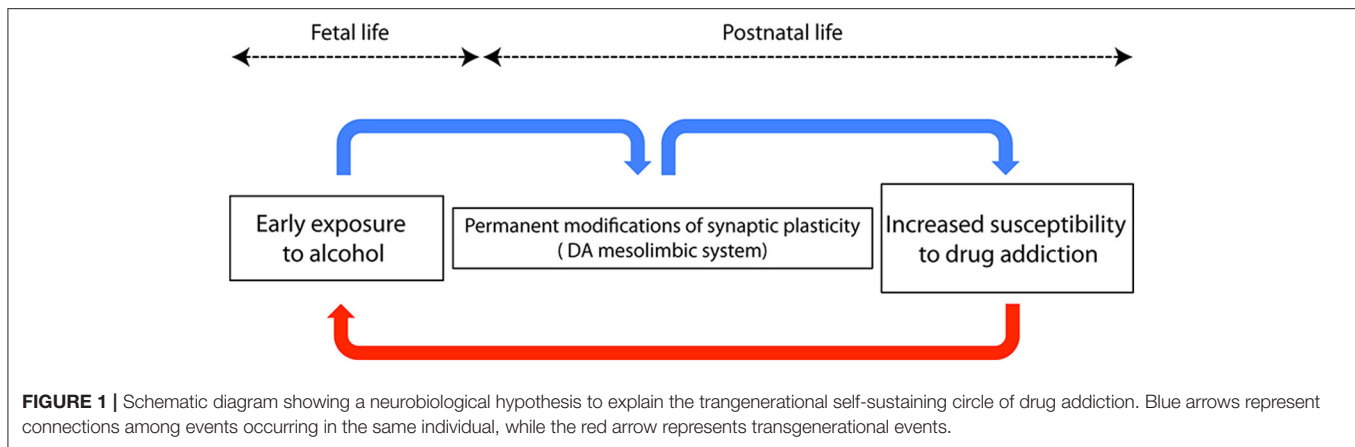 Fetal life
Postnatal life
Early exposure
to alcohol
Permanent modifications of synaptic plasticity
( DA mesolimbic system)
Increased susceptibility
to drug addiction
FIGURE 1 | Schematic diagram showing a neurobiological hypothesis to explain the trangenerational self-sustaining circle of drug addiction. Blue arrows represent
connections among events occurring in the same individual, while the red arrow represents transgenerational events.